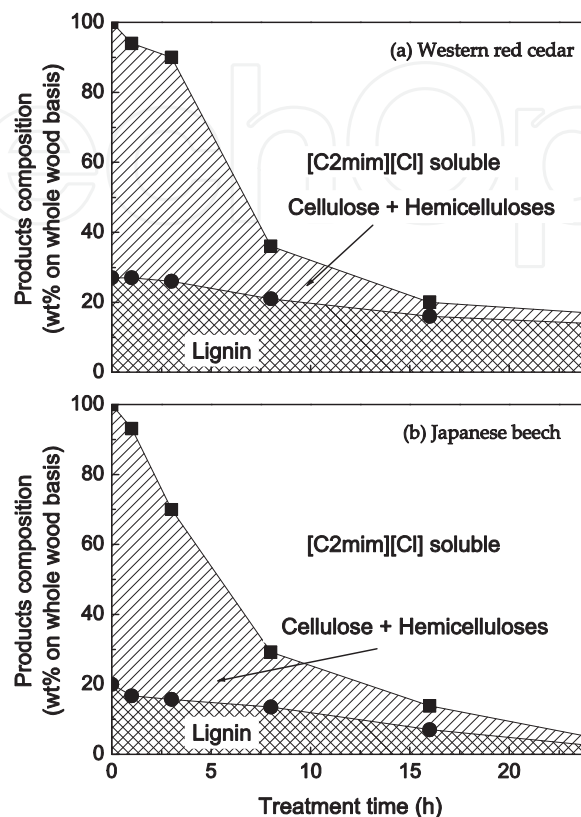 100
80
60
40
20
0
Products composition
(wt% on whole wood basis)
(a) Western red cedar
[C2mim][Cl] soluble
Cellulose + Hemicelluloses
Lignin
100
80
60
40
20
0
Products composition
(wt% on whole wood basis)
(b) Japanese beech
[C2mim][Cl] soluble
Cellulose + Hemicelluloses
Lignin
0 5 10 15 20
Treatment time (h)